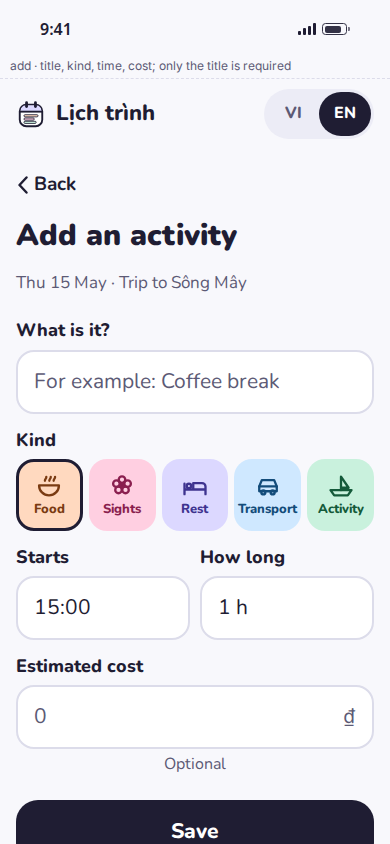 9:41
add · title, kind, time, cost; only the title is required
Lịch trình
VI
EN
Back
Add an activity
Thu 15 May · Trip to Sông Mây
What is it?
For example: Coffee break
Kind
Food
Sights
Rest
Transport
Activity
Starts
How long
15:00
1 h
Estimated cost
0
₫
Optional
Save